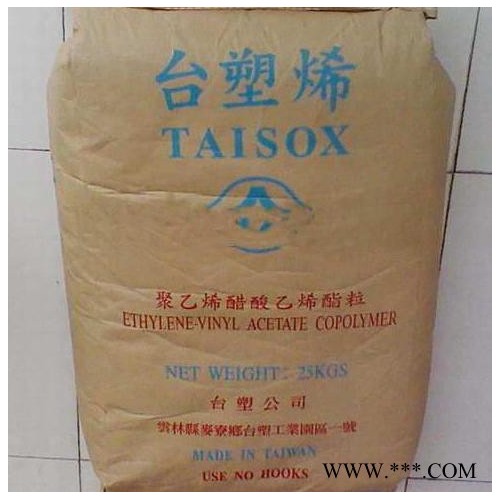 台塑烯
TAISOX
聚乙烯醋酸乙烯酯粒
ETHYLENE-VINYL ACETATE COPOLYMER
NET WEIGHT: 25KGS
台塑公司
雲林縣麥寮鄉台塑工業園區一號
MADE IN TAIWAN
USE NO HOOKS
WWW.***.COM